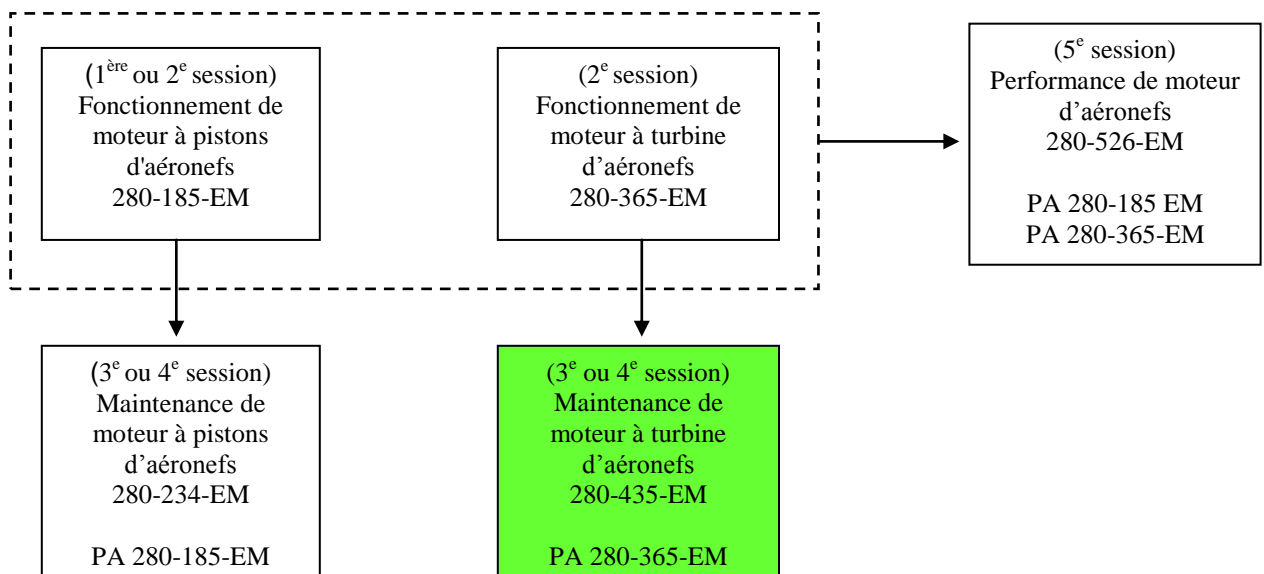 (1ère ou 2e session)
Fonctionnement de
moteur à pistons
d'aéronefs
280-185-EM
(2e session)
Fonctionnement de
moteur à turbine
d’aéronefs
280-365-EM
(5e session)
Performance de moteur
d’aéronefs
280-526-EM
PA 280-185 EM
PA 280-365-EM
(3e ou 4e session)
Maintenance de
moteur à pistons
d’aéronefs
280-234-EM
PA 280-185-EM
(3e ou 4e session)
Maintenance de
moteur à turbine
d’aéronefs
280-435-EM
PA 280-365-EM